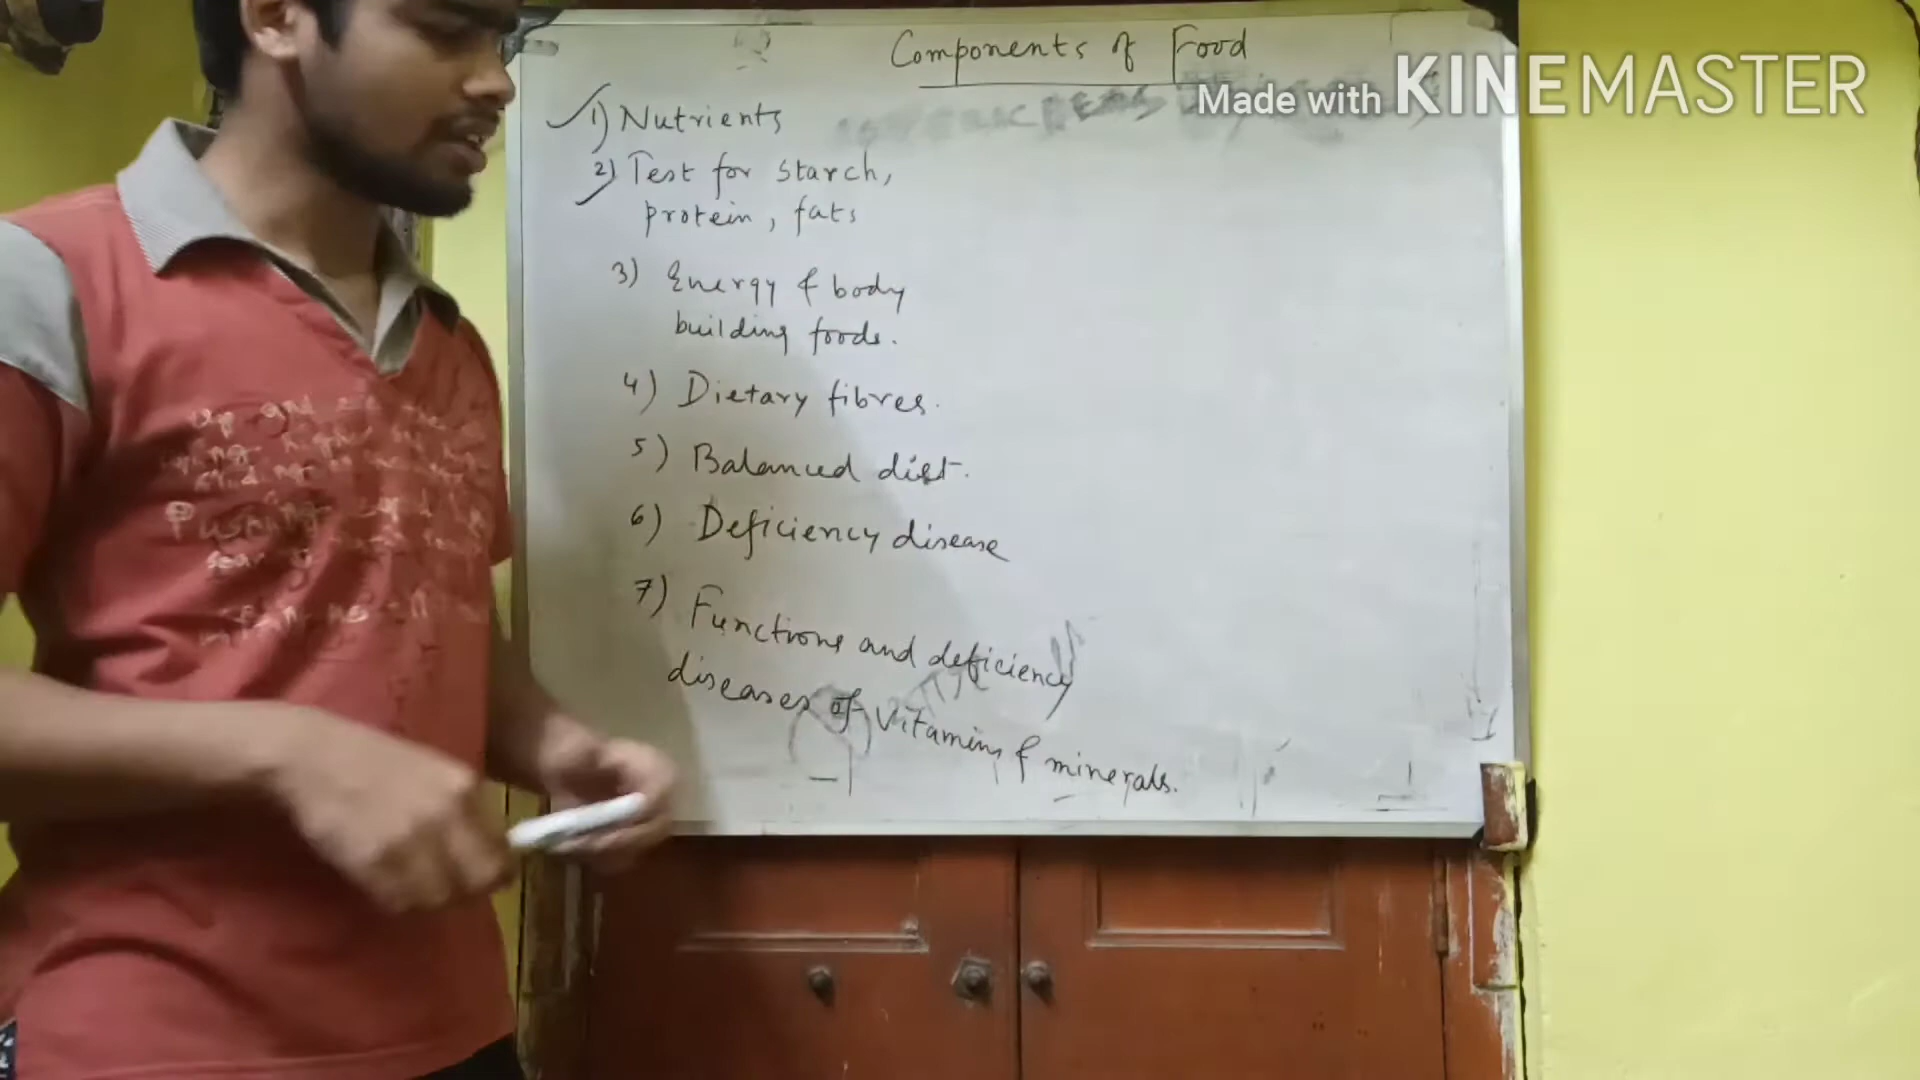 Components of Food
Made with KINEMASTER
1) Nutrients
2) Test for starch,
protein, fats
3) Energy & body
building foods.
4) Dietary fibres.
5) Balanced diet.
6) Deficiency disease
7) Functions and deficiency
diseases of vitamins & minerals.